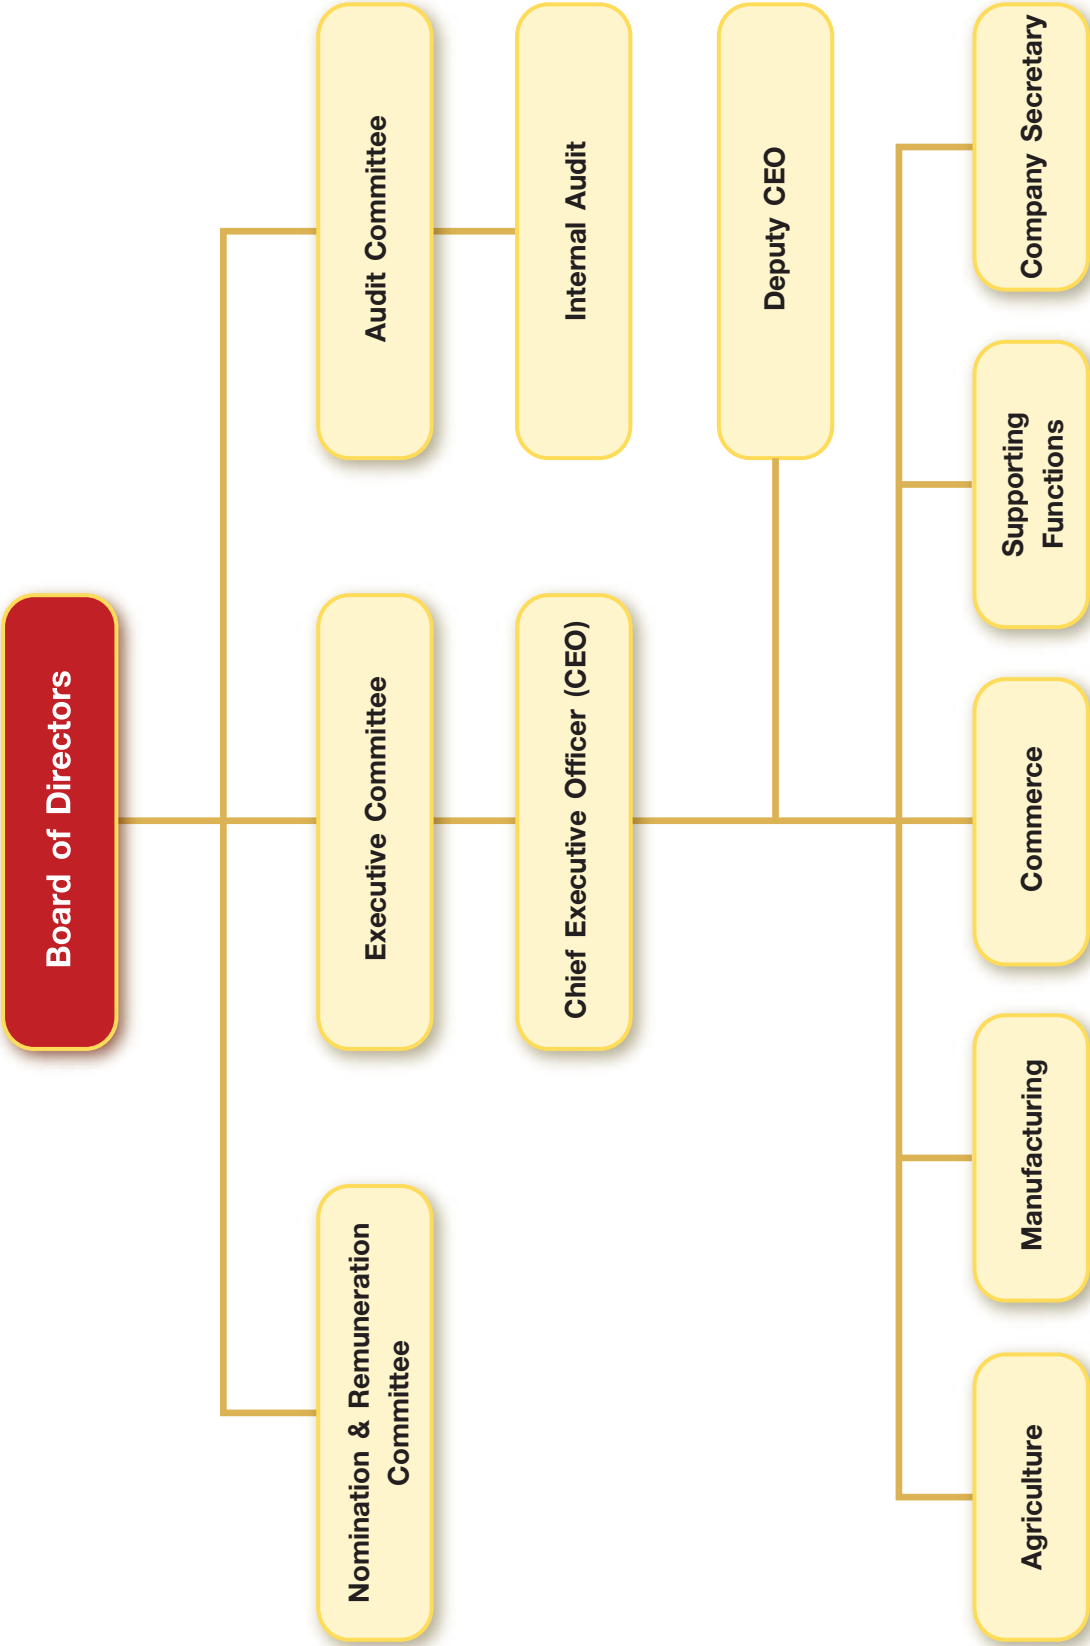 Board of Directors
Nomination & Remuneration
Committee
Executive Committee
Audit Committee
Chief Executive Officer (CEO)
Internal Audit
Deputy CEO
Agriculture
Manufacturing
Commerce
Supporting
Functions
Company Secretary